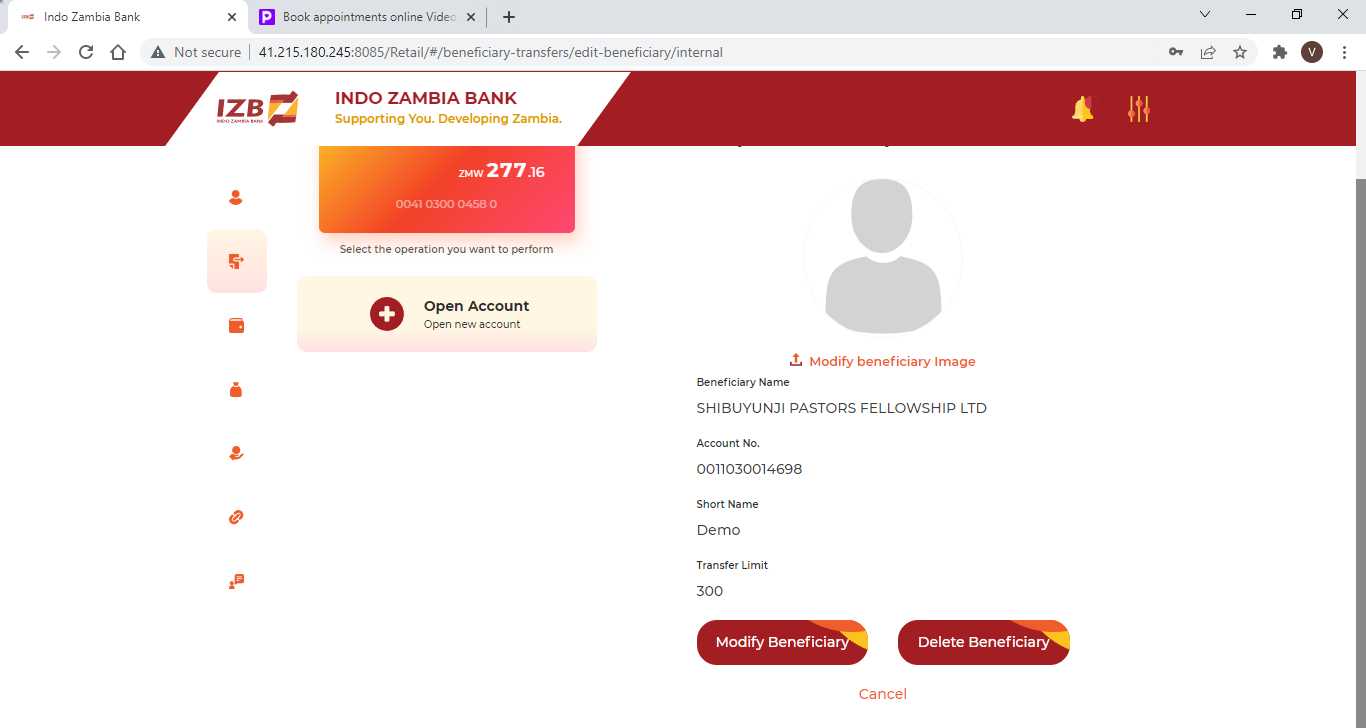 Indo Zambia Bank
Book appointments online Video
Not secure
41.215.180.245:8085/Retail/#/beneficiary-transfers/edit-beneficiary/internal
V
IZB
INDO ZAMBIA BANK
INDO ZAMBIA BANK
Supporting You. Developing Zambia.
ZMW 277.16
0041 0300 0458 0
Select the operation you want to perform
Open Account
Open new account
Modify beneficiary Image
Beneficiary Name
SHIBUYUNJI PASTORS FELLOWSHIP LTD
Account No.
0011030014698
Short Name
Demo
Transfer Limit
300
Modify Beneficiary
Delete Beneficiary
Cancel